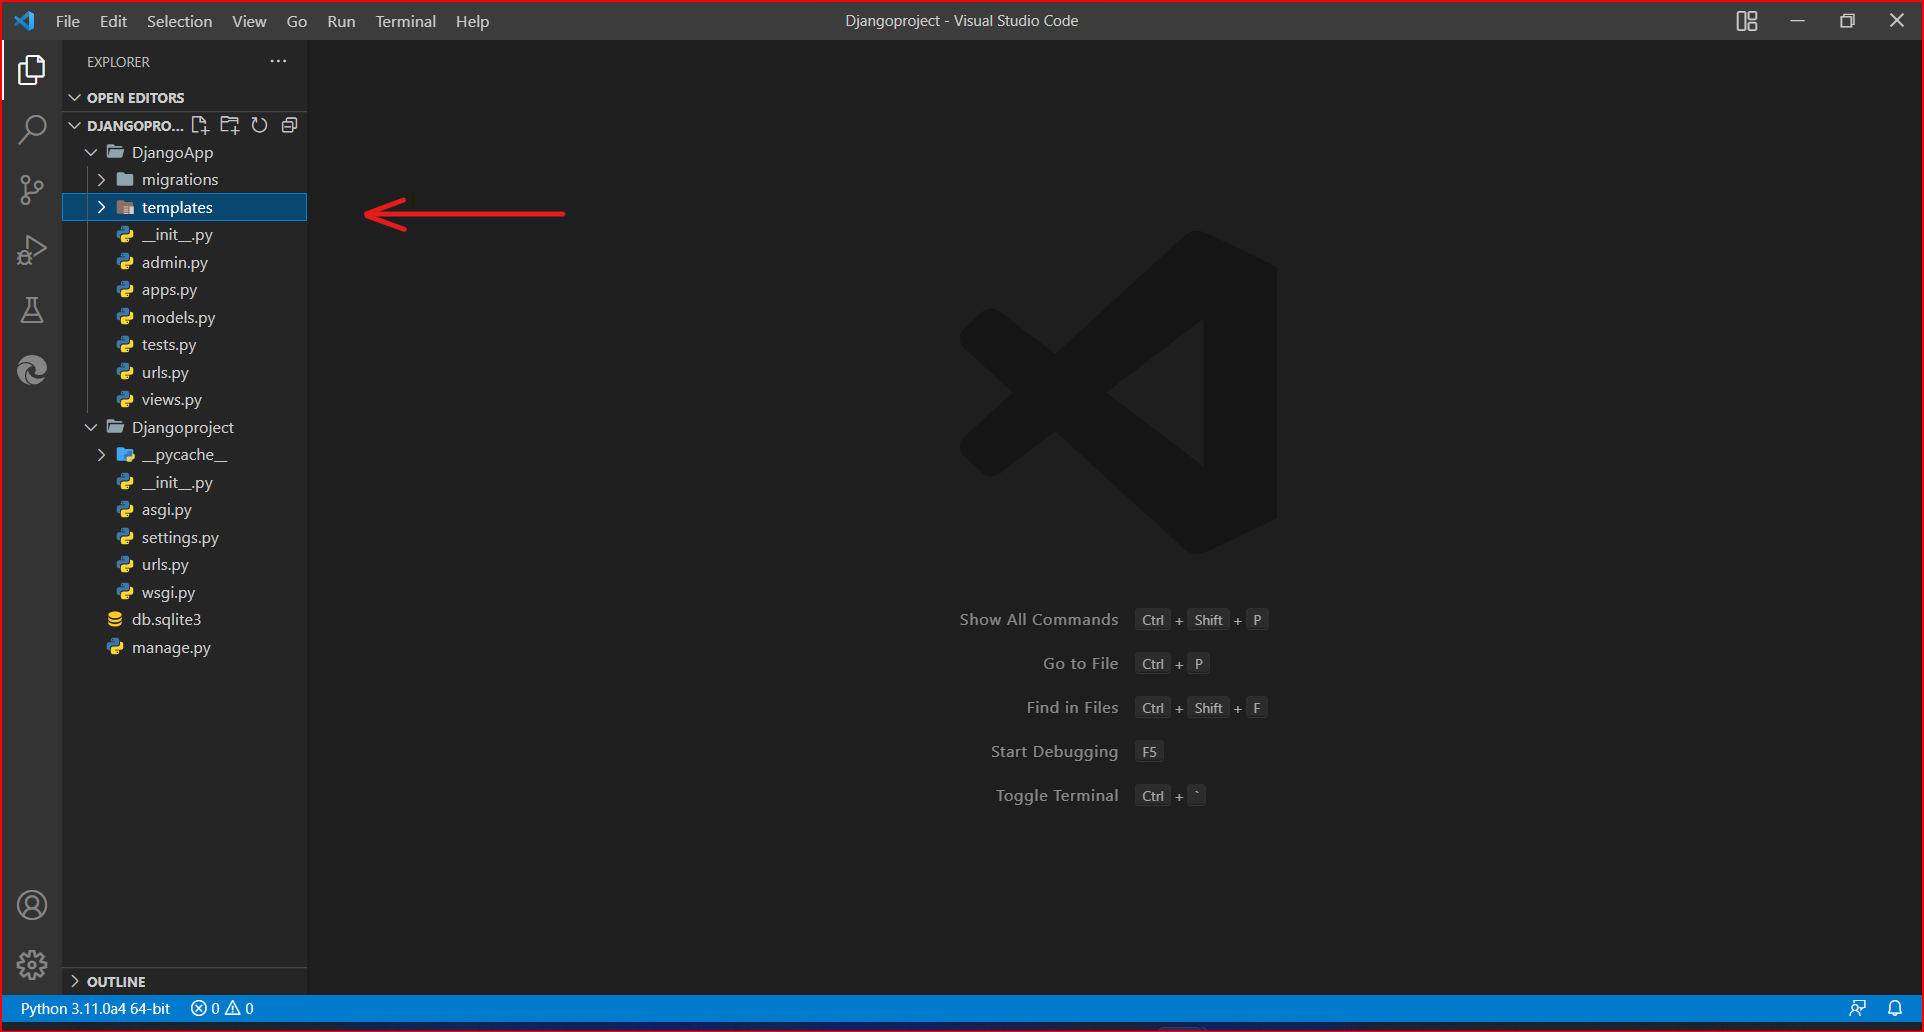 File Edit Selection View Go Run Terminal Help
Djangoproject - Visual Studio Code
EXPLORER
OPEN EDITORS
DJANGOPRO...
DjangoApp
migrations
templates
__init__.py
admin.py
apps.py
models.py
tests.py
urls.py
views.py
Djangoproject
__pycache__
__init__.py
asgi.py
settings.py
urls.py
wsgi.py
db.sqlite3
manage.py
Show All Commands Ctrl + Shift + P
Go to File Ctrl + P
Find in Files Ctrl + Shift + F
Start Debugging F5
Toggle Terminal Ctrl + `
OUTLINE
Python 3.11.0a4 64-bit 0 0